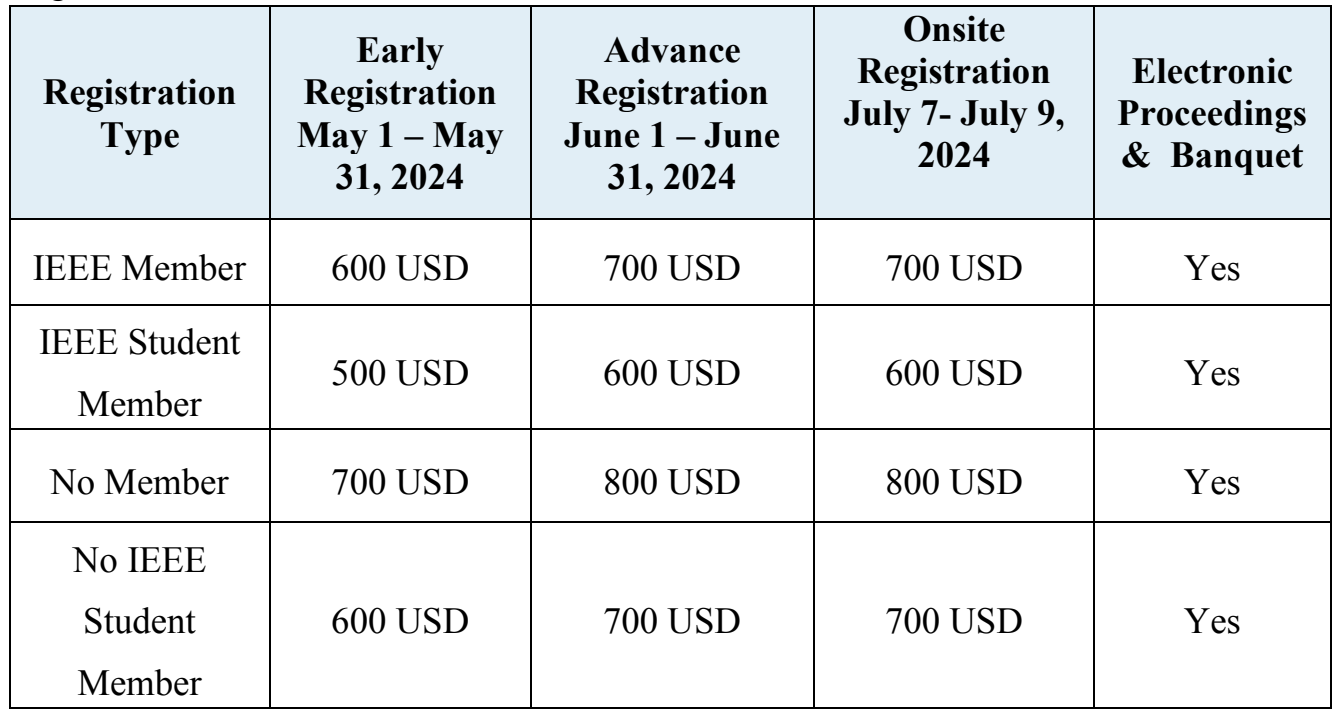 Registration
Type
Early
Registration
May 1 – May
31, 2024
Advance
Registration
June 1 – June
31, 2024
Onsite
Registration
July 7- July 9,
2024
Electronic
Proceedings
& Banquet
IEEE Member
600 USD
700 USD
700 USD
Yes
IEEE Student
Member
500 USD
600 USD
600 USD
Yes
No Member
700 USD
800 USD
800 USD
Yes
No IEEE
Student
Member
600 USD
700 USD
700 USD
Yes